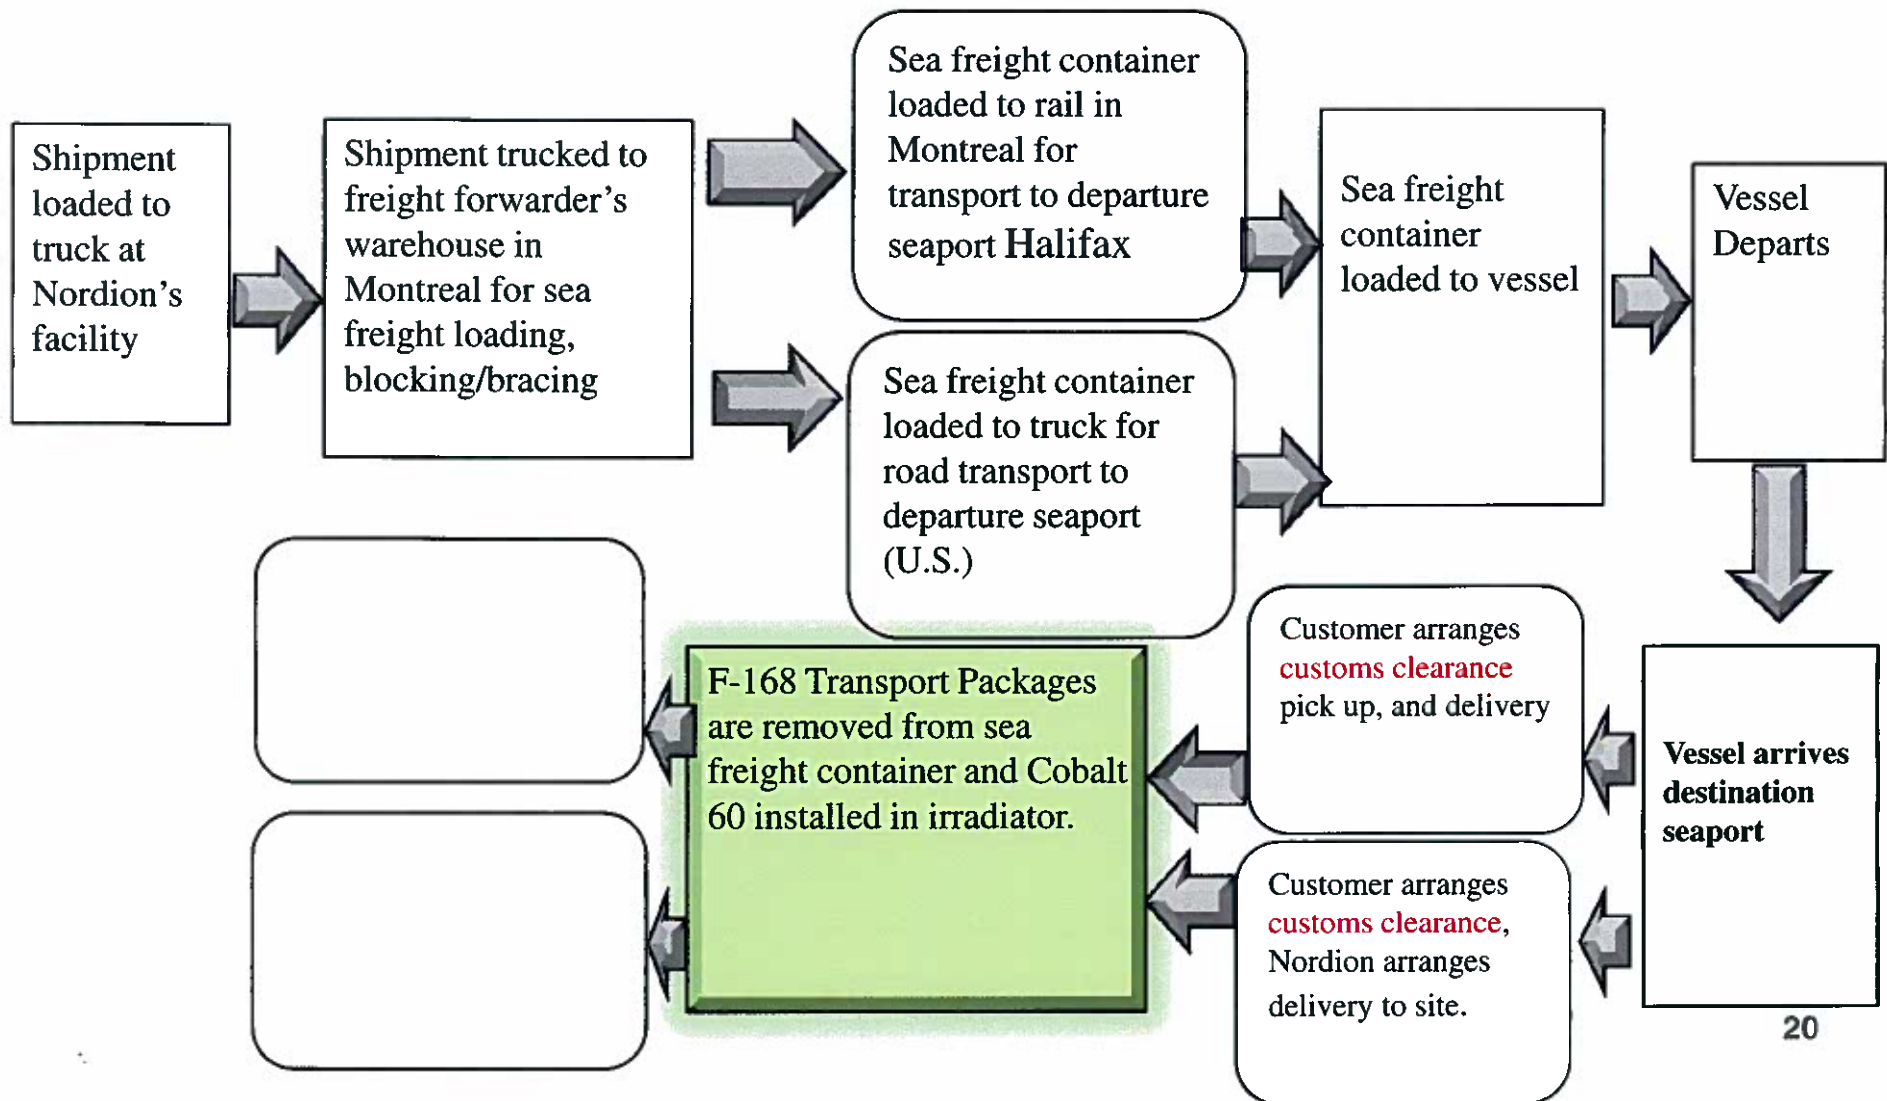 Shipment
loaded to
truck at
Nordion's
facility
Shipment trucked to
freight forwarder's
warehouse in
Montreal for sea
freight loading,
blocking/bracing
Sea freight container
loaded to rail in
Montreal for
transport to departure
seaport Halifax
Sea freight container
loaded to truck for
road transport to
departure seaport
(U.S.)
Sea freight
container
loaded to vessel
Vessel
Departs
Vessel arrives
destination
seaport
Customer arranges
customs clearance
pick up, and delivery
Customer arranges
customs clearance,
Nordion arranges
delivery to site.
F-168 Transport Packages
are removed from sea
freight container and Cobalt
60 installed in irradiator.
20